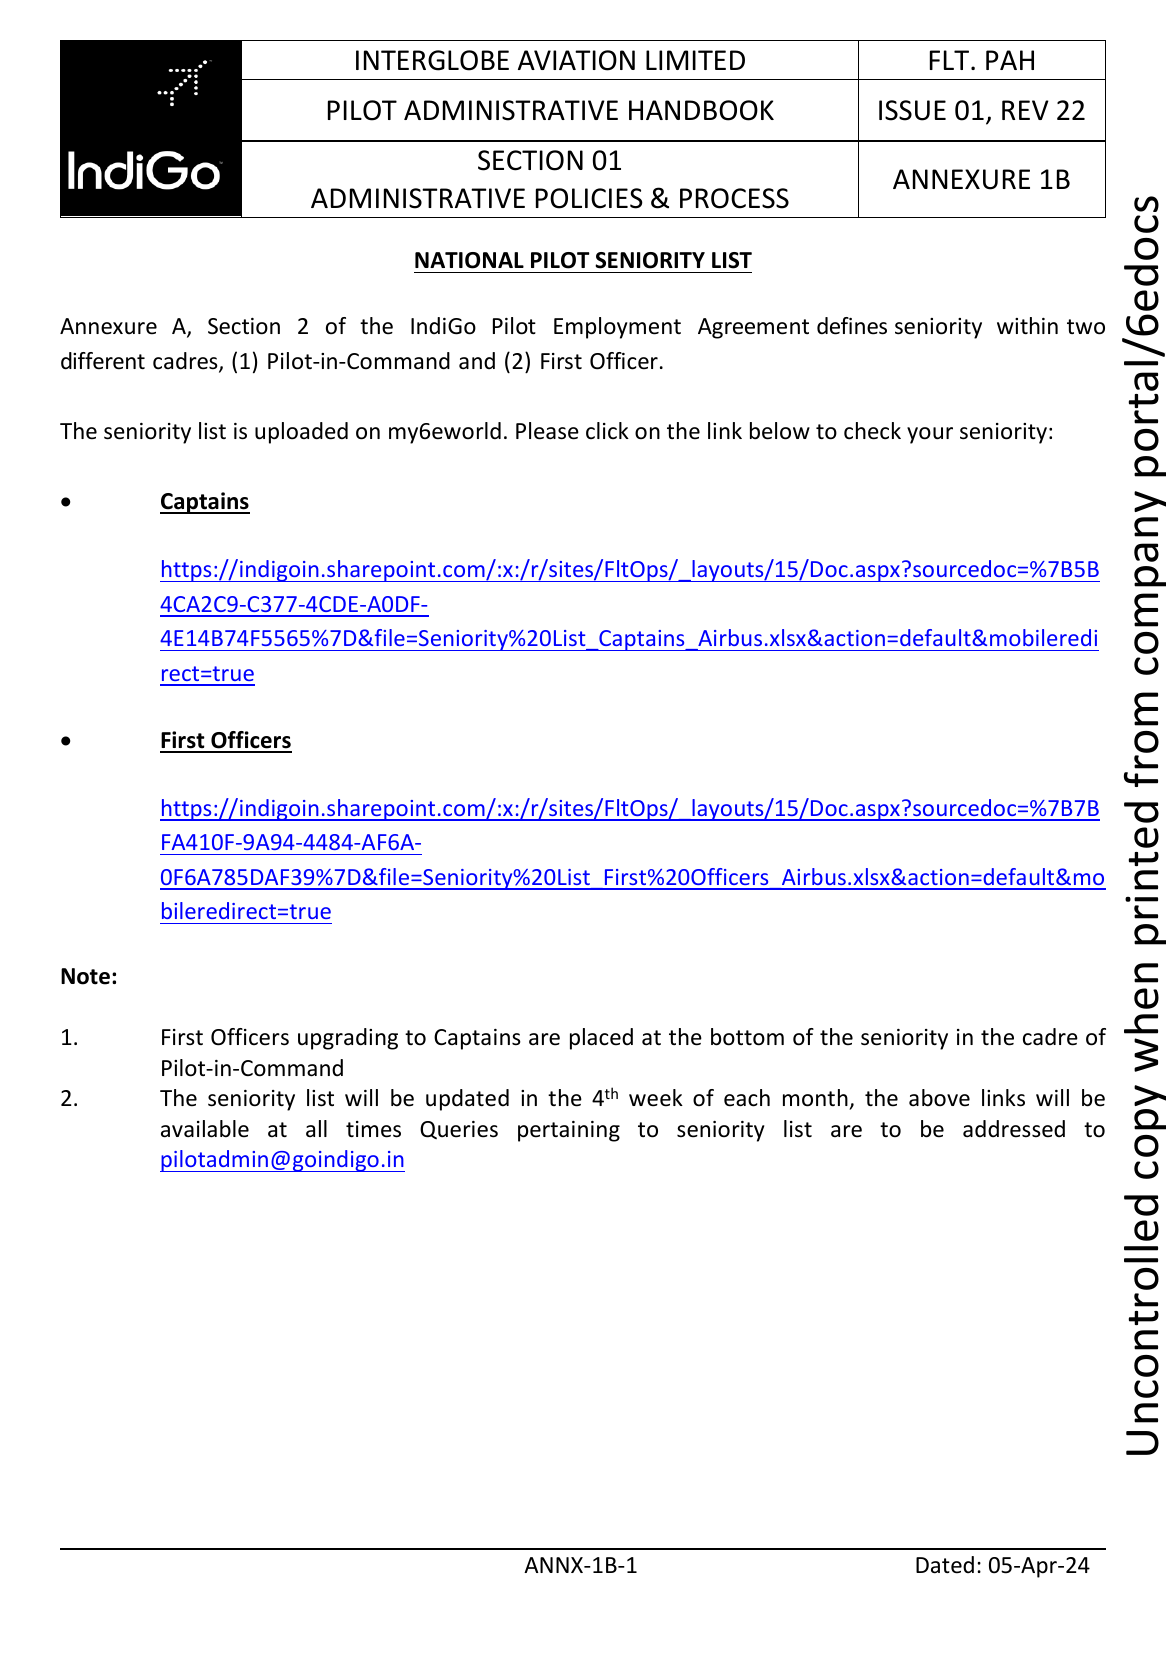 IndiGo
INTERGLOBE AVIATION LIMITED
FLT. PAH
PILOT ADMINISTRATIVE HANDBOOK
ISSUE 01, REV 22
SECTION 01
ADMINISTRATIVE POLICIES & PROCESS
ANNEXURE 1B
NATIONAL PILOT SENIORITY LIST
Annexure A, Section 2 of the IndiGo Pilot Employment Agreement defines seniority within two
different cadres, (1) Pilot-in-Command and (2) First Officer.
The seniority list is uploaded on my6eworld. Please click on the link below to check your seniority:
• Captains
https://indigoin.sharepoint.com/:x:/r/sites/FltOps/_layouts/15/Doc.aspx?sourcedoc=%7B5B
4CA2C9-C377-4CDE-A0DF-
4E14B74F5565%7D&file=Seniority%20List_Captains_Airbus.xlsx&action=default&mobileredi
rect=true
• First Officers
https://indigoin.sharepoint.com/:x:/r/sites/FltOps/_layouts/15/Doc.aspx?sourcedoc=%7B7B
FA410F-9A94-4484-AF6A-
0F6A785DAF39%7D&file=Seniority%20List_First%20Officers_Airbus.xlsx&action=default&mo
bileredirect=true
Note:
1. First Officers upgrading to Captains are placed at the bottom of the seniority in the cadre of
Pilot-in-Command
2. The seniority list will be updated in the 4th week of each month, the above links will be
available at all times Queries pertaining to seniority list are to be addressed to
pilotadmin@goindigo.in
ANNX-1B-1
Dated: 05-Apr-24
Uncontrolled copy when printed from company portal/6edocs